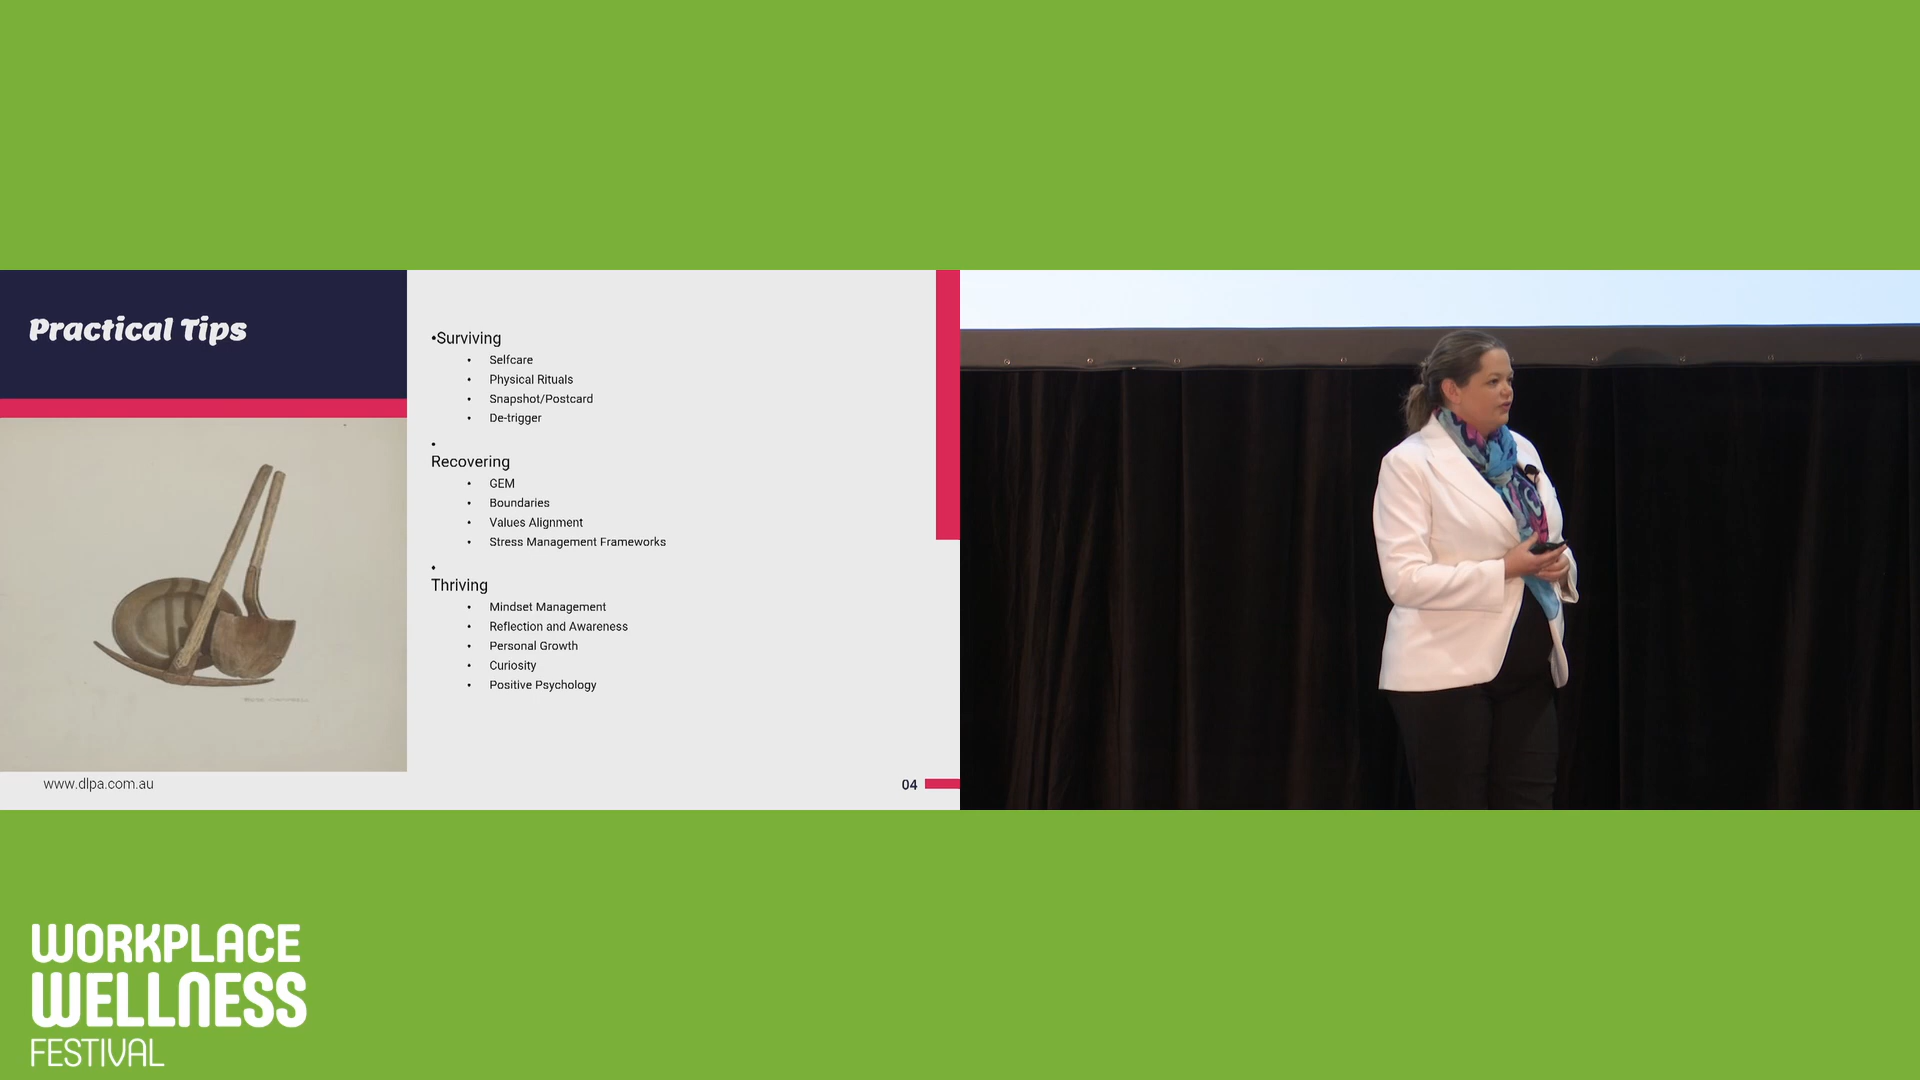 Practical Tips
•Surviving
• Selfcare
• Physical Rituals
• Snapshot/Postcard
• De-trigger
•
Recovering
• GEM
• Boundaries
• Values Alignment
• Stress Management Frameworks
•
Thriving
• Mindset Management
• Reflection and Awareness
• Personal Growth
• Curiosity
• Positive Psychology
www.dlpa.com.au
04
WORKPLACE
WELLNESS
FESTIVAL